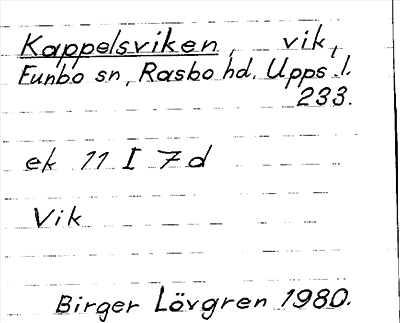 Kappelsviken, vik,
Funbo sn, Rasbo hd. Upps. l.
233.
ek 11 I 7d
Vik
Birger Lövgren 1980.